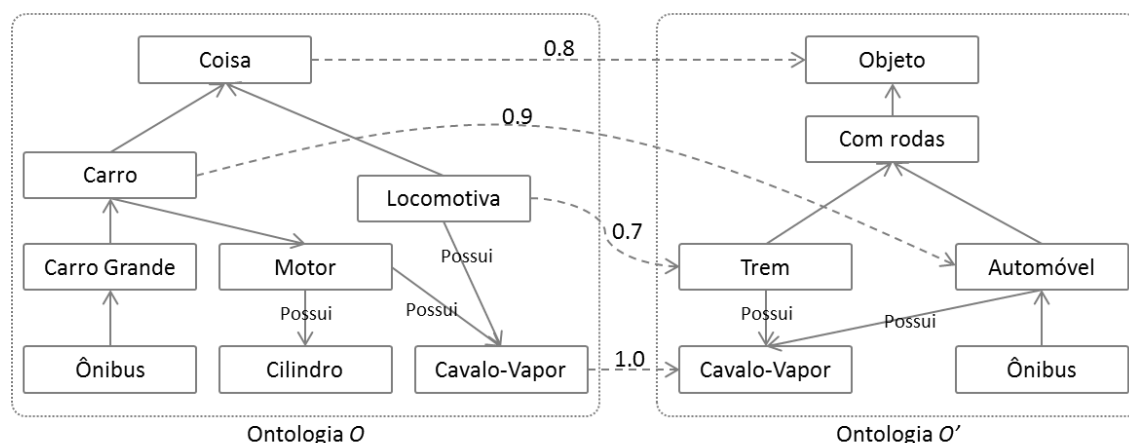 Coisa
0.8
Objeto
0.9
Com rodas
Carro
Locomotiva
0.7
Carro Grande
Motor
Possui
Trem
Automóvel
Possui
Possui
Possui
Possui
Ônibus
Cilindro
Cavalo-Vapor
1.0
Cavalo-Vapor
Ônibus
Ontologia O
Ontologia O’